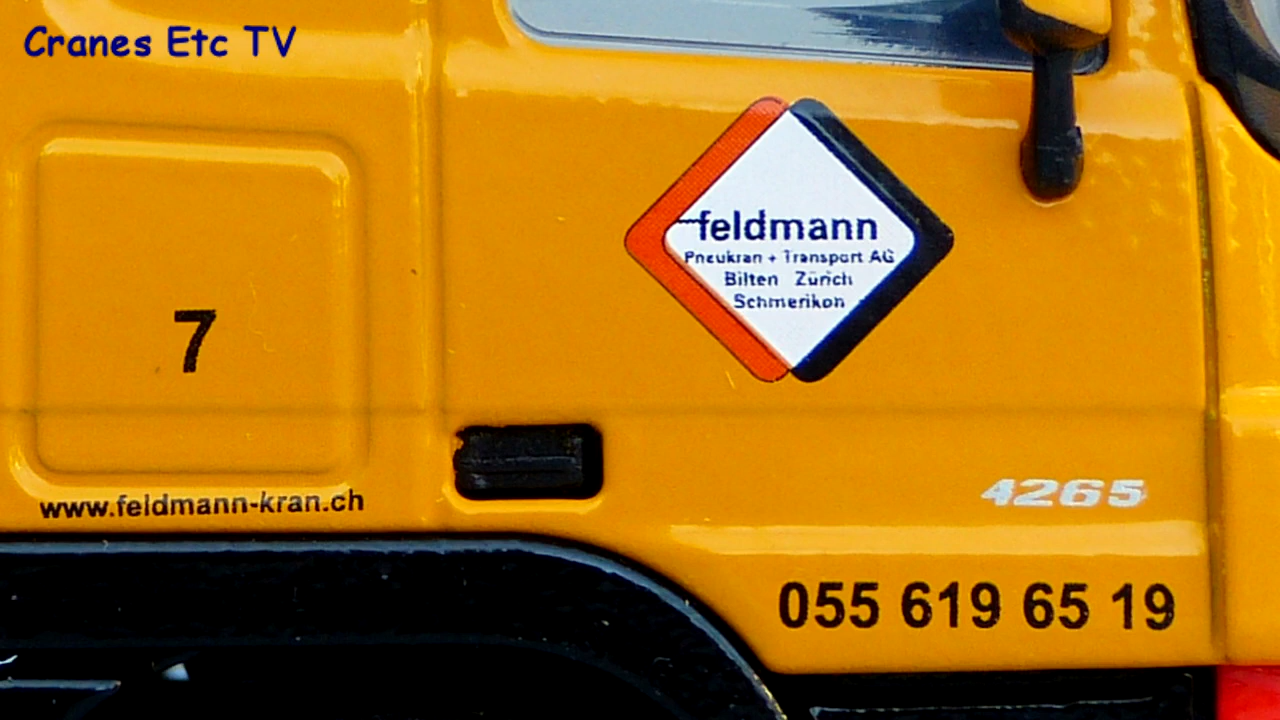 Cranes Etc TV
feldmann
Pneukran + Transport AG
Bilten Zürich
Schmerikon
7
www.feldmann-kran.ch
4265
055 619 65 19